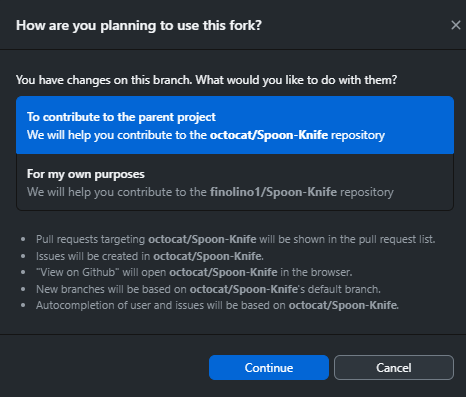 How are you planning to use this fork?
You have changes on this branch. What would you like to do with them?
To contribute to the parent project
We will help you contribute to the octocat/Spoon-Knife repository
For my own purposes
We will help you contribute to the finolino1/Spoon-Knife repository
• Pull requests targeting octocat/Spoon-Knife will be shown in the pull request list.
• Issues will be created in octocat/Spoon-Knife.
• "View on Github" will open octocat/Spoon-Knife in the browser.
• New branches will be based on octocat/Spoon-Knife's default branch.
• Autocompletion of user and issues will be based on octocat/Spoon-Knife.
Continue
Cancel